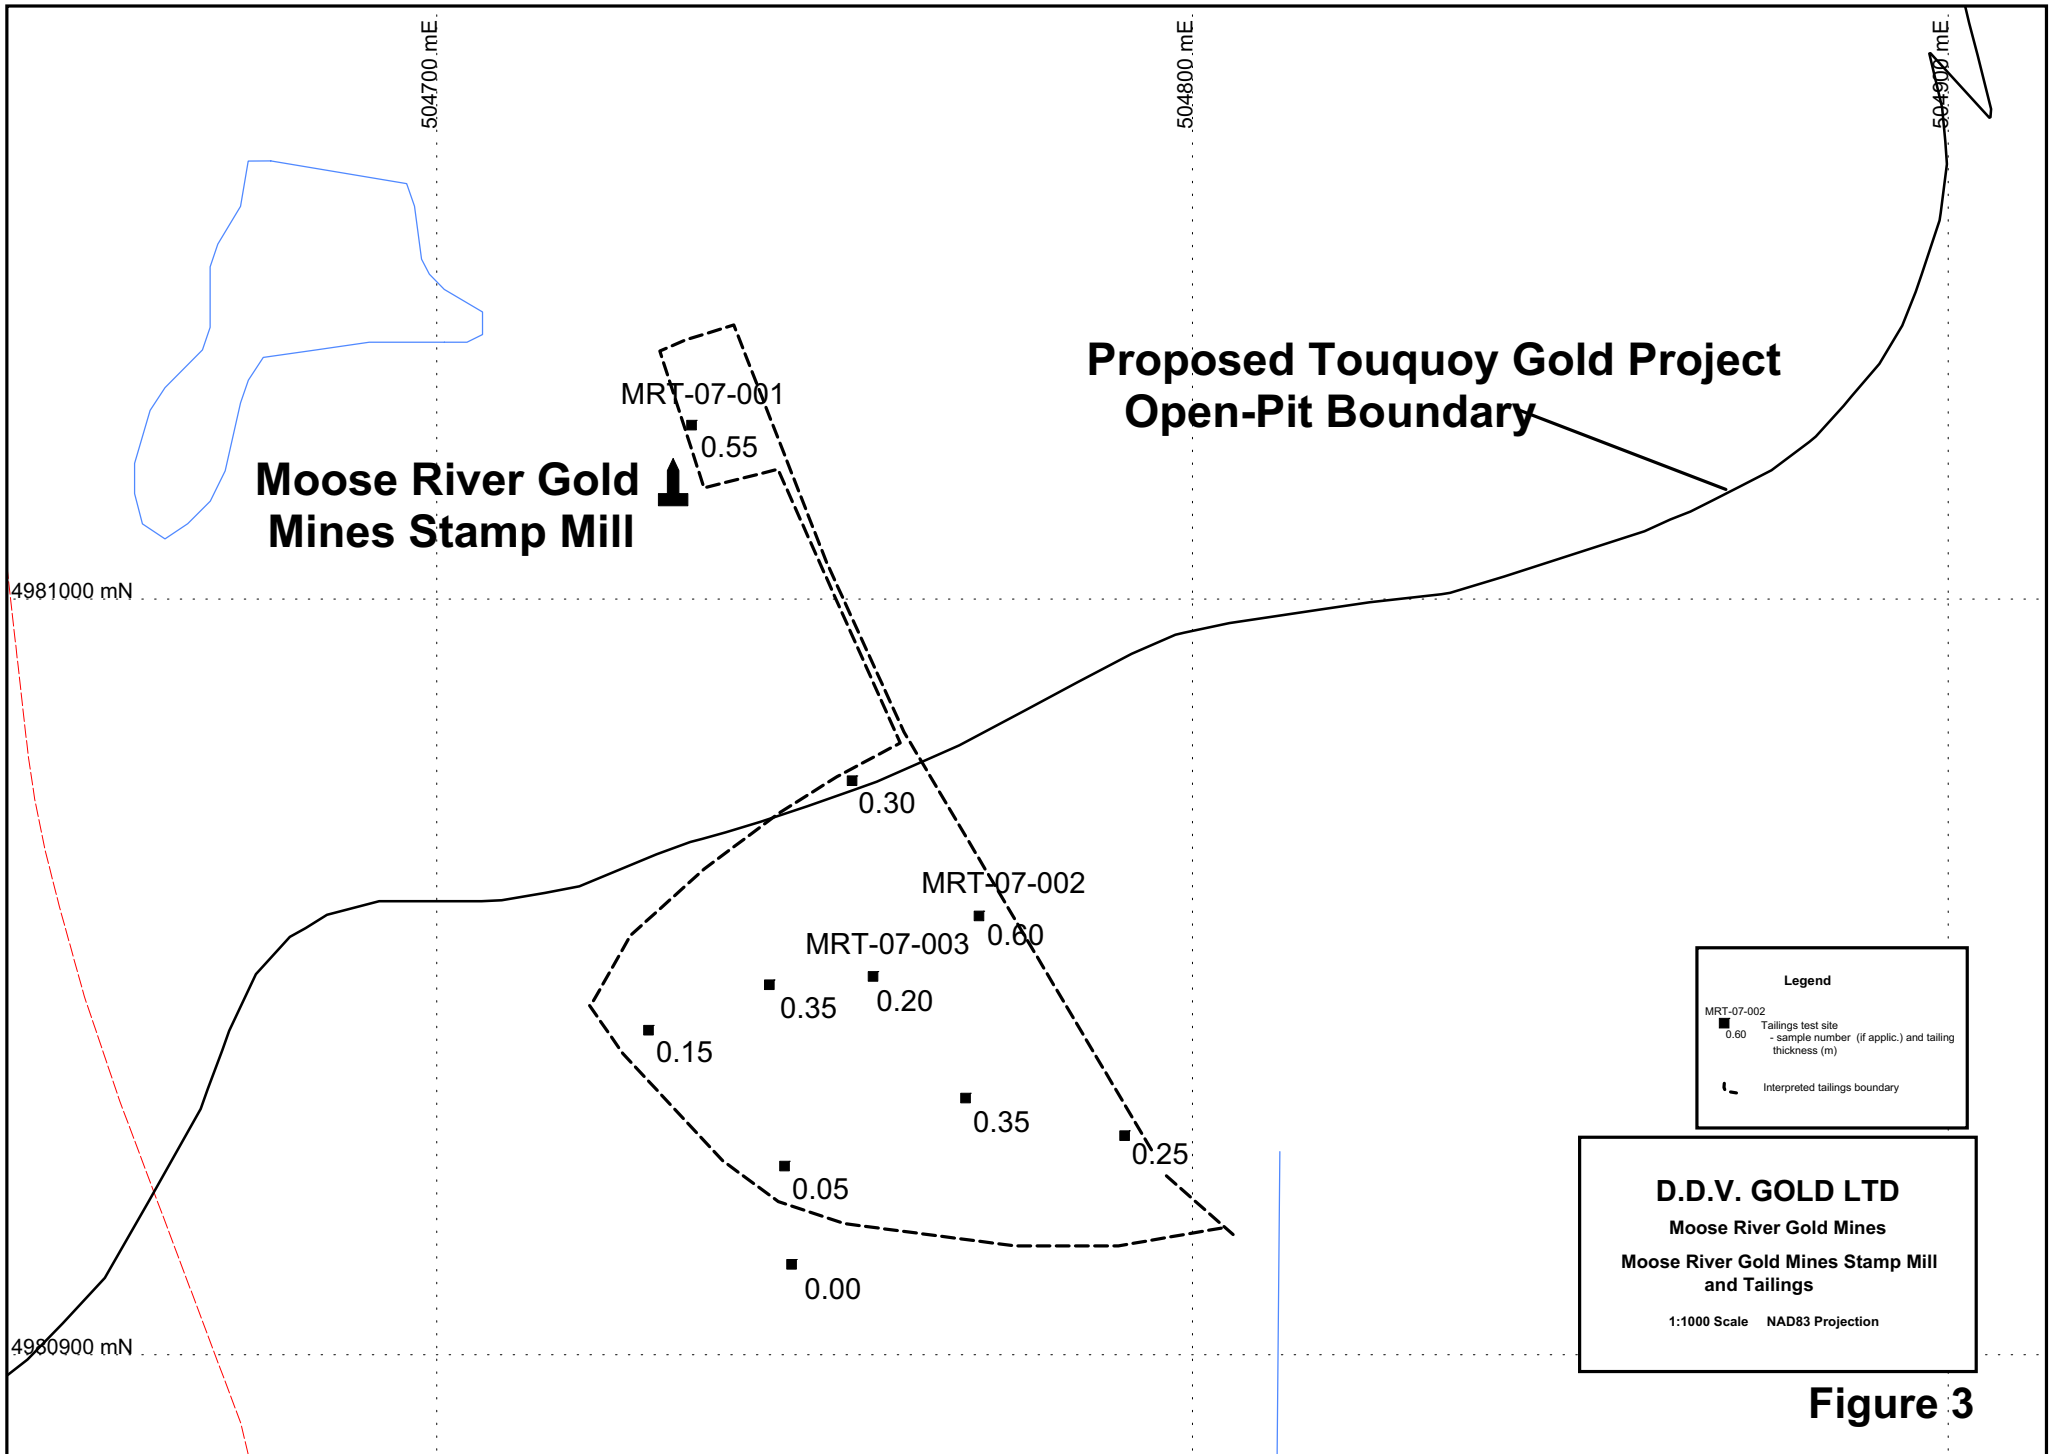 504700 mE
504800 mE
504900 mE
Proposed Touquoy Gold Project
Open-Pit Boundary
MRT-07-001
0.55
Moose River Gold
Mines Stamp Mill
4981000 mN
0.30
MRT-07-002
0.60
MRT-07-003
0.20
0.35
0.15
0.35
0.25
0.05
0.00
4980900 mN
Legend
MRT-07-002
0.60
Tailings test site
- sample number (if applic.) and tailing
thickness (m)
Interpreted tailings boundary
D.D.V. GOLD LTD
Moose River Gold Mines
Moose River Gold Mines Stamp Mill
and Tailings
1:1000 Scale NAD83 Projection
Figure 3